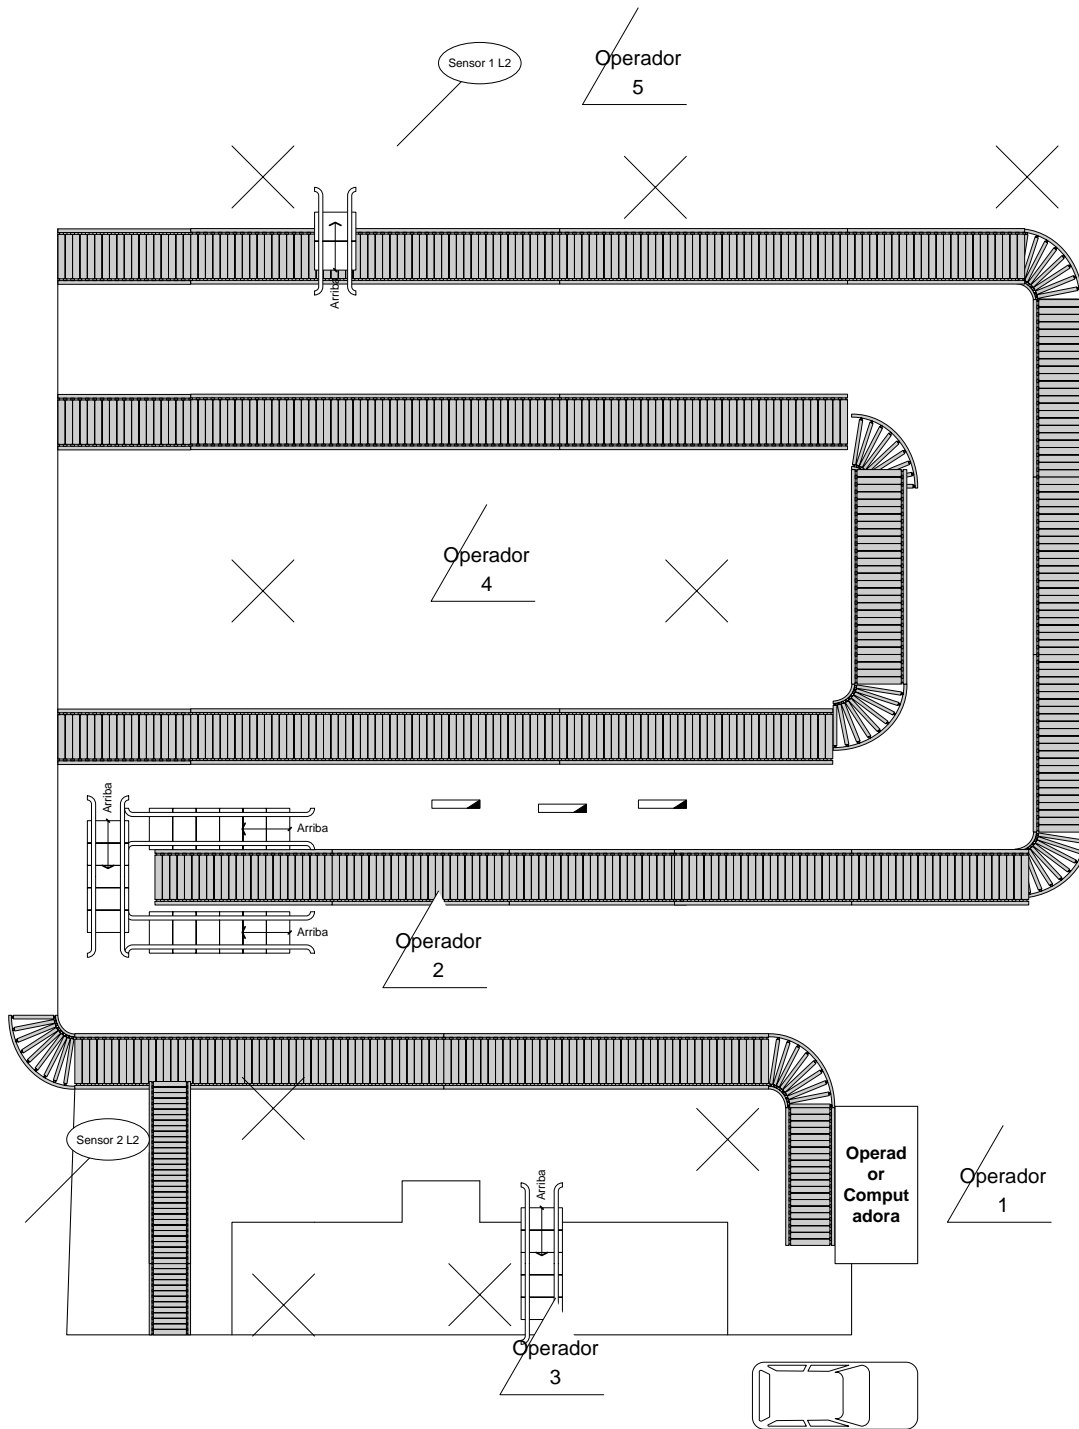 Sensor 1 L2
Operador
5
Arriba
Operador
4
Arriba
Arriba
Arriba
Operador
2
Sensor 2 L2
Operad
or
Comput
adora
Operador
1
Arriba
Operador
3